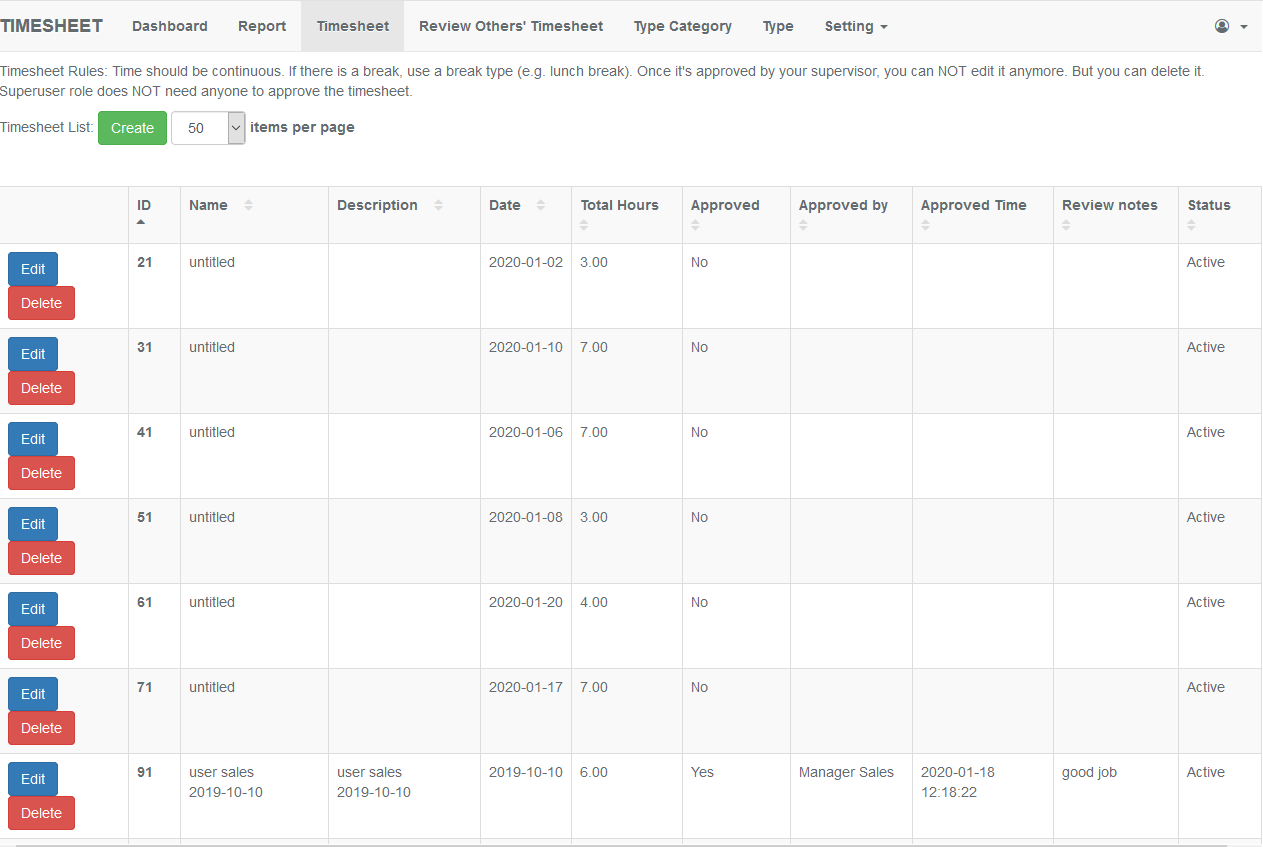 TIMESHEET Dashboard Report Timesheet Review Others' Timesheet Type Category Type Setting
Timesheet Rules: Time should be continuous. If there is a break, use a break type (e.g. lunch break). Once it's approved by your supervisor, you can NOT edit it anymore. But you can delete it.
Superuser role does NOT need anyone to approve the timesheet.
Timesheet List: Create 50 items per page
ID Name Description Date Total Hours Approved Approved by Approved Time Review notes Status
Edit 21 untitled 2020-01-02 3.00 No Active
Delete
Edit 31 untitled 2020-01-10 7.00 No Active
Delete
Edit 41 untitled 2020-01-06 7.00 No Active
Delete
Edit 51 untitled 2020-01-08 3.00 No Active
Delete
Edit 61 untitled 2020-01-20 4.00 No Active
Delete
Edit 71 untitled 2020-01-17 7.00 No Active
Delete
Edit 91 user sales user sales 2019-10-10 6.00 Yes Manager Sales 2020-01-18 good job Active
Delete 2019-10-10 2019-10-10 12:18:22